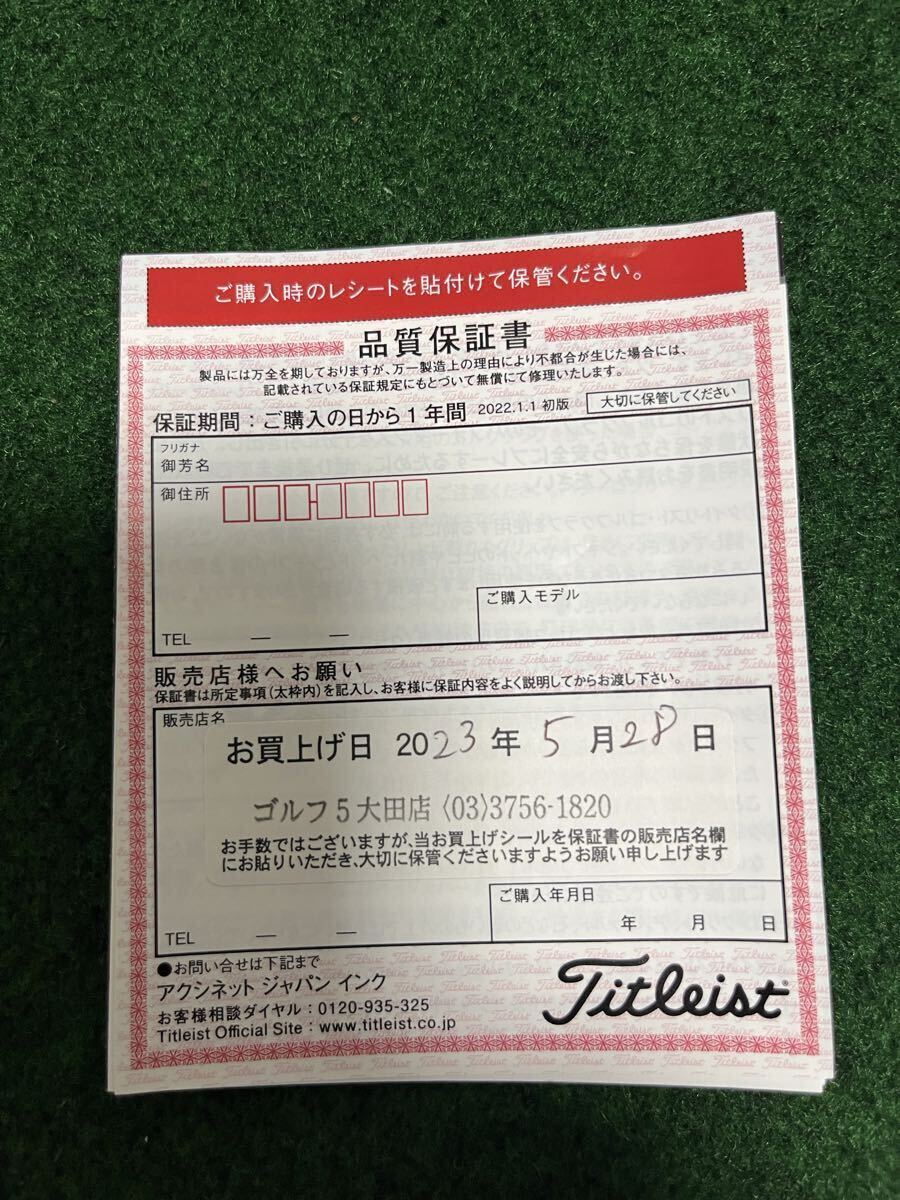 ご購入時のレシートを貼付けて保管ください。
品質保証書
製品には万全を期しておりますが、万一製造上の理由により不都合が生じた場合には、
記載されている保証規定にもとづいて無償にて修理いたします。
保証期間：ご購入の日から1年間 2022.1.1 初版 大切に保管してください
フリガナ
御芳名
御住所
ご購入モデル
TEL — —
販売店様へお願い
保証書は所定事項(太枠内)を記入し、お客様に保証内容をよく説明してからお渡し下さい。
販売店名
お買上げ日 2023年 5月28日
ゴルフ5大田店〈03〉3756-1820
お手数ではございますが、当お買上げシールを保証書の販売店名欄
にお貼りいただき、大切に保管くださいますようお願い申し上げます
ご購入年月日
年 月 日
TEL — —
●お問い合せは下記まで
アクシネット ジャパン インク
お客様相談ダイヤル：0120-935-325
Titleist Official Site：www.titleist.co.jp
Titleist